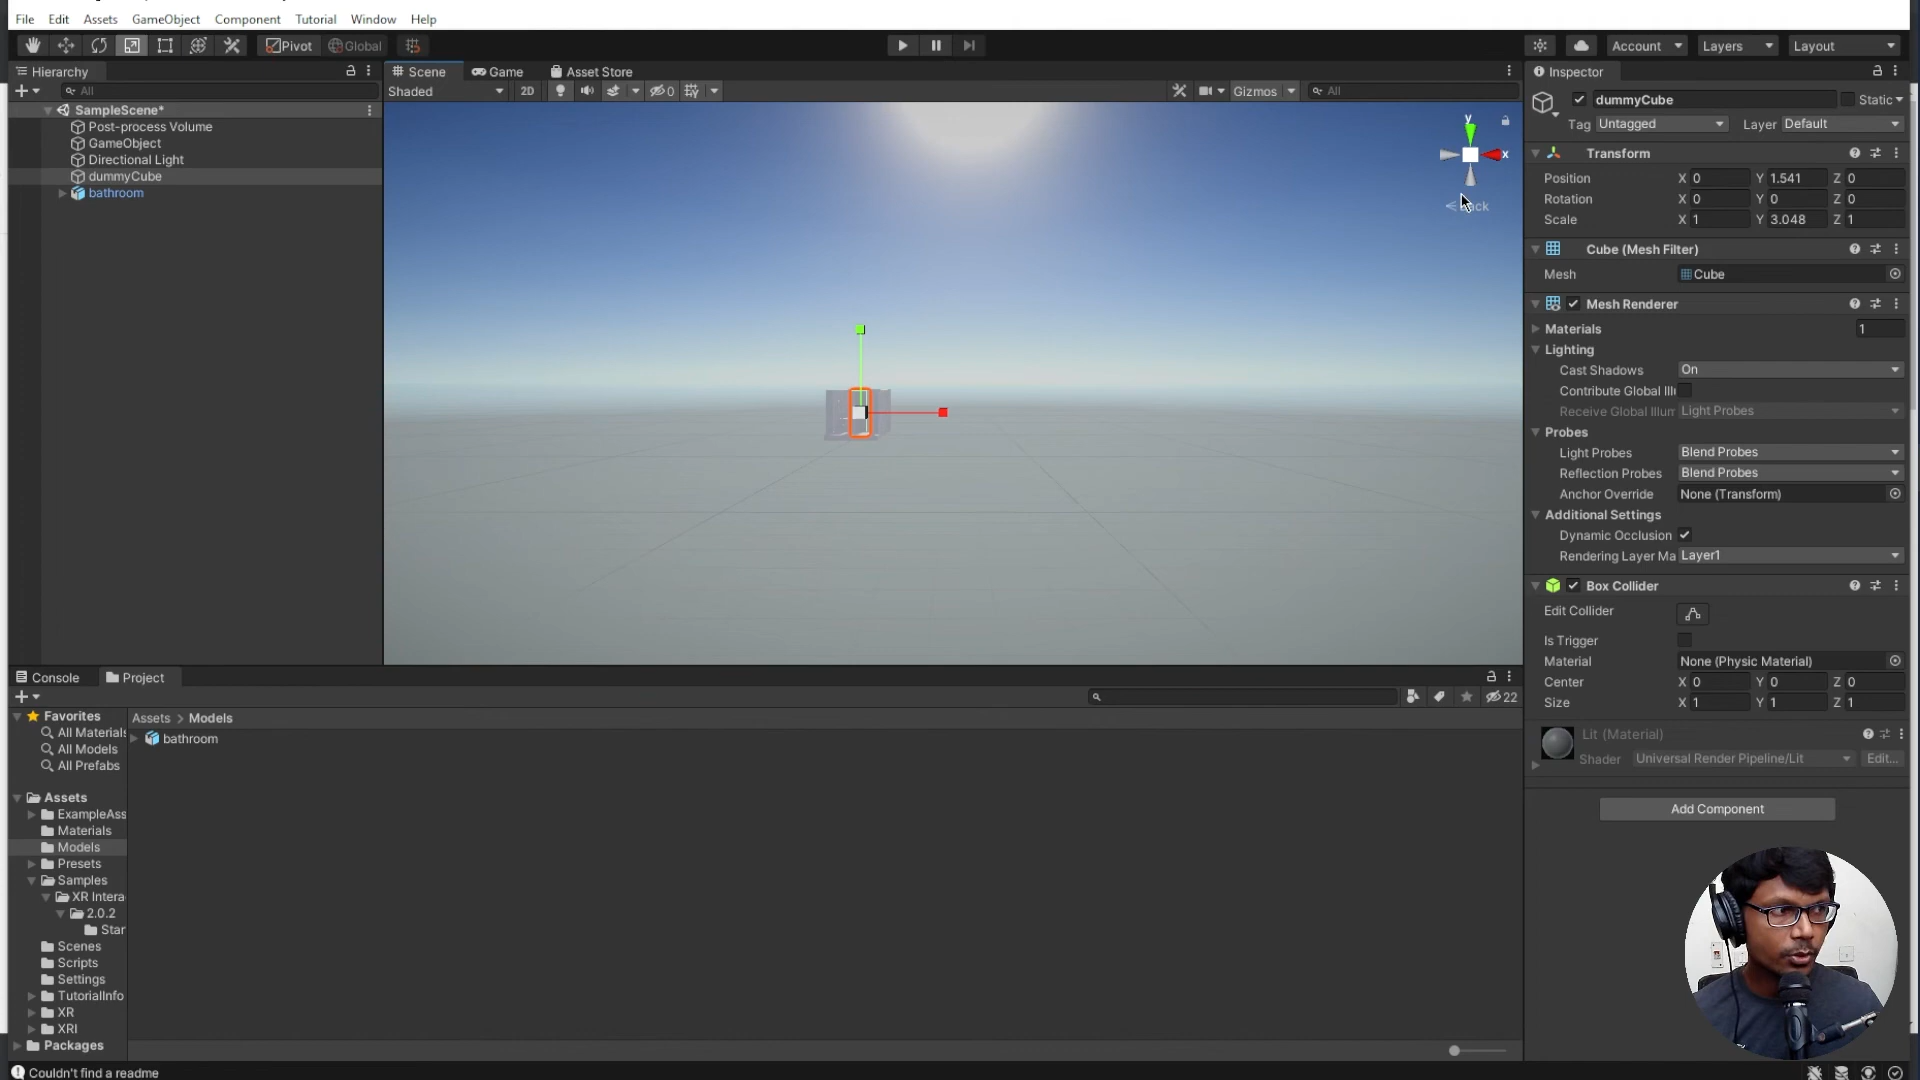 File Edit Assets GameObject Component Tutorial Window Help
Pivot Global Account Layers Layout
Hierarchy
All
SampleScene*
Post-process Volume
GameObject
Directional Light
dummyCube
bathroom
Scene Game Asset Store
Shaded 2D 0 Gizmos All
y
x
Inspector
dummyCube Static
Tag Untagged Layer Default
Transform
Position X 0 Y 1.541 Z 0
Rotation X 0 Y 0 Z 0
Scale X 1 Y 3.048 Z 1
Cube (Mesh Filter)
Mesh Cube
Mesh Renderer
Materials 1
Lighting
Cast Shadows On
Contribute Global Illu
Receive Global Illum Light Probes
Probes
Light Probes Blend Probes
Reflection Probes Blend Probes
Anchor Override None (Transform)
Additional Settings
Dynamic Occlusion
Rendering Layer Ma Layer1
Box Collider
Edit Collider
Is Trigger
Material None (Physic Material)
Center X 0 Y 0 Z 0
Size X 1 Y 1 Z 1
Lit (Material)
Shader Universal Render Pipeline/Lit Edit...
Add Component
Console Project
22
Favorites
All Materials
All Models
All Prefabs
Assets
ExampleAss
Materials
Models
Presets
Samples
XR Intera
2.0.2
Star
Scenes
Scripts
Settings
TutorialInfo
XR
XRI
Packages
Assets > Models
bathroom
Couldn't find a readme